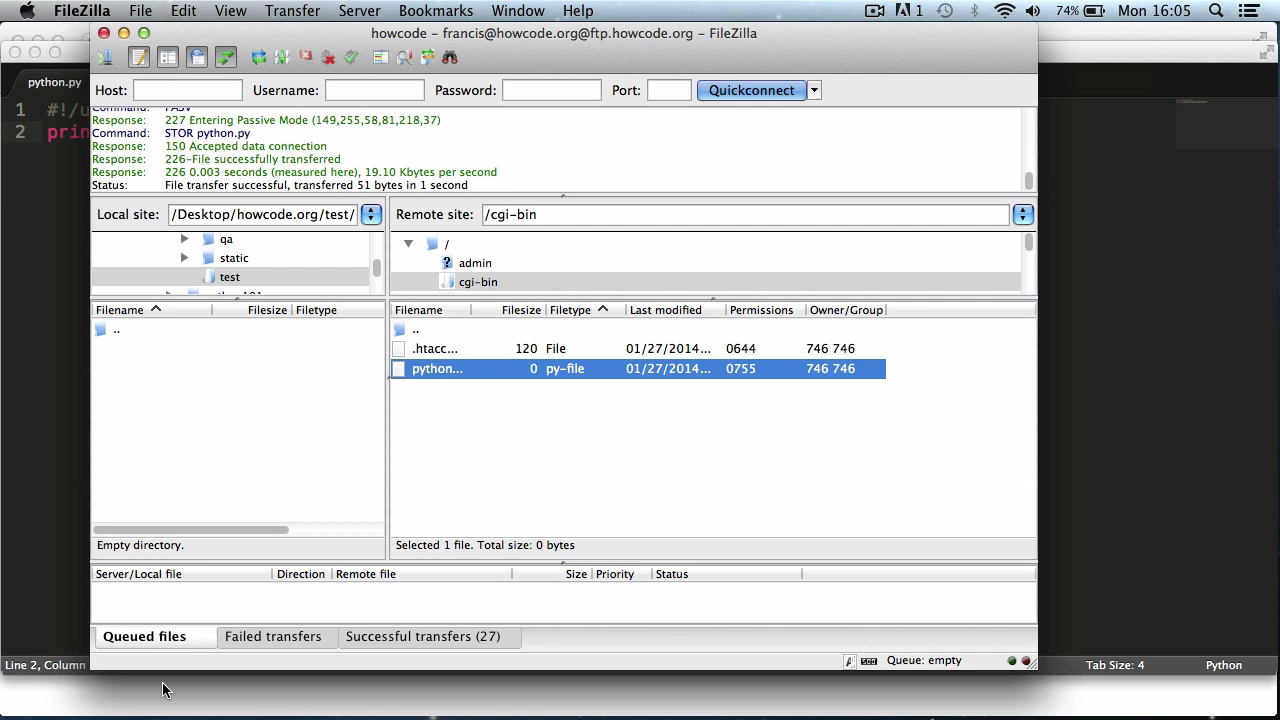 FileZilla File Edit View Transfer Server Bookmarks Window Help 1 74% Mon 16:05
howcode – francis@howcode.org@ftp.howcode.org – FileZilla
python.py
Host: Username: Password: Port: Quickconnect
1 #!/u
2 prin
Command: PASV
Response: 227 Entering Passive Mode (149,255,58,81,218,37)
Command: STOR python.py
Response: 150 Accepted data connection
Response: 226-File successfully transferred
Response: 226 0.003 seconds (measured here), 19.10 Kbytes per second
Status: File transfer successful, transferred 51 bytes in 1 second
Local site: /Desktop/howcode.org/test/ Remote site: /cgi-bin
qa
static
test
/
admin
cgi-bin
Filename Filesize Filetype
..
Empty directory.
Filename Filesize Filetype Last modified Permissions Owner/Group
..
.htacc... 120 File 01/27/2014... 0644 746 746
python... 0 py-file 01/27/2014... 0755 746 746
Selected 1 file. Total size: 0 bytes
Server/Local file Direction Remote file Size Priority Status
Queued files Failed transfers Successful transfers (27)
Queue: empty
Line 2, Column Tab Size: 4 Python